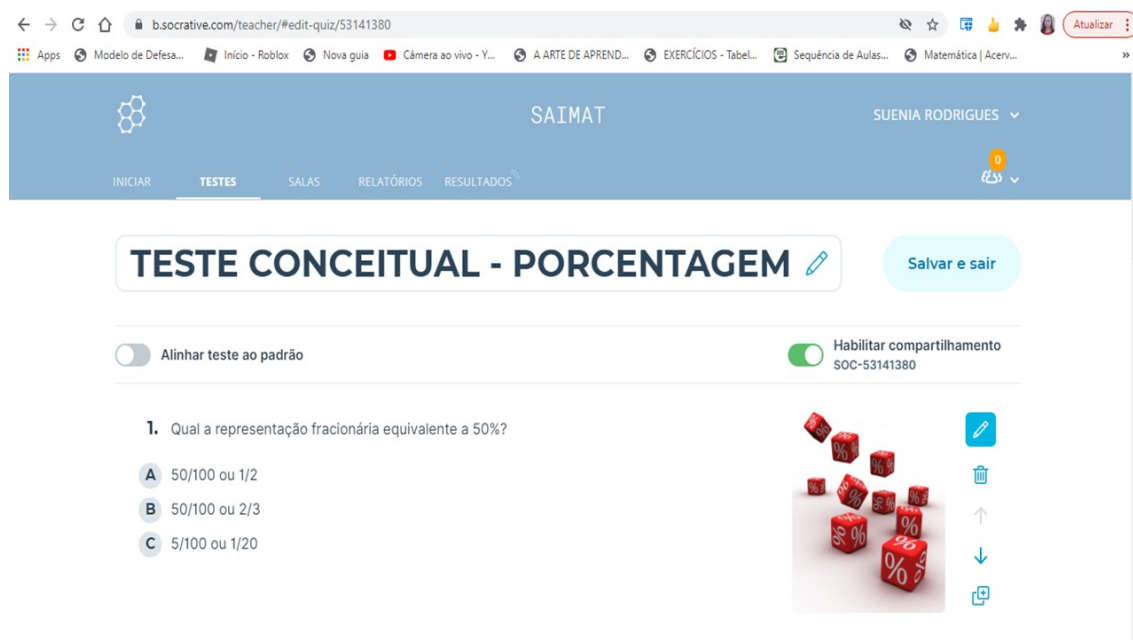 b.socrative.com/teacher/#edit-quiz/53141380
Atualizar
Apps Modelo de Defesa... Início - Roblox Nova guia Câmera ao vivo - Y... A ARTE DE APREND... EXERCÍCIOS - Tabel... Sequência de Aulas... Matemática | Acerv... »
SAIMAT
SUENIA RODRIGUES
0
INICIAR TESTES SALAS RELATÓRIOS RESULTADOS
TESTE CONCEITUAL - PORCENTAGEM
Salvar e sair
Alinhar teste ao padrão
Habilitar compartilhamento
SOC-53141380
1. Qual a representação fracionária equivalente a 50%?
A 50/100 ou 1/2
B 50/100 ou 2/3
C 5/100 ou 1/20